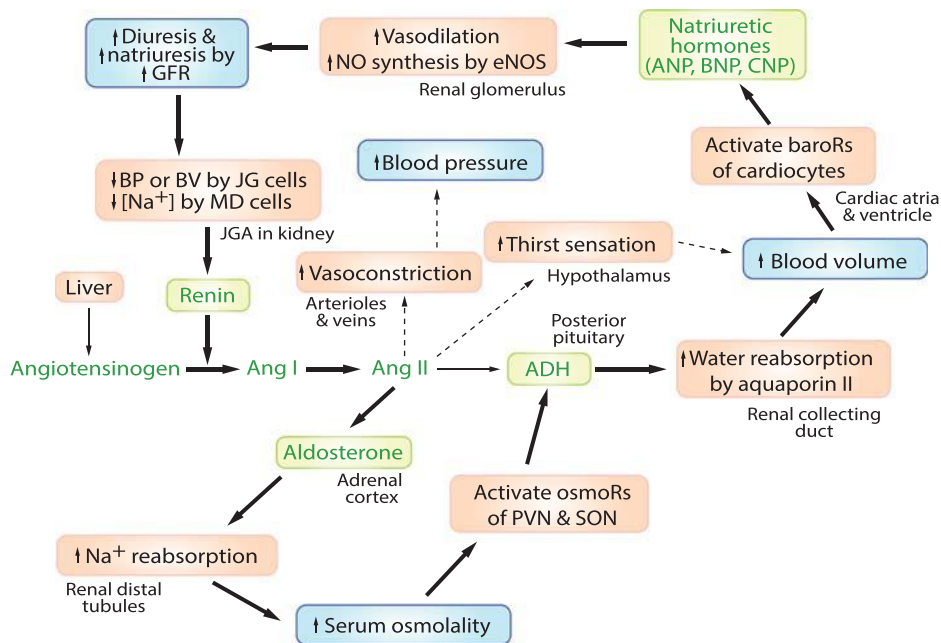 ↑Diuresis &
↑natriuresis by
↑GFR
↑Vasodilation
↑NO synthesis by eNOS
Renal glomerulus
Natriuretic
hormones
(ANP, BNP, CNP)
↓BP or BV by JG cells
↓[Na+] by MD cells
JGA in kidney
↑Blood pressure
Activate baroRs
of cardiocytes
Cardiac atria
& ventricle
↑Thirst sensation
Hypothalamus
↑Blood volume
↑Vasoconstriction
Arterioles
& veins
Liver
Renin
Posterior
pituitary
Angiotensinogen
Ang I
Ang II
ADH
↑Water reabsorption
by aquaporin II
Renal collecting
duct
Aldosterone
Adrenal
cortex
Activate osmoRs
of PVN & SON
↑Na+ reabsorption
Renal distal
tubules
↑Serum osmolality